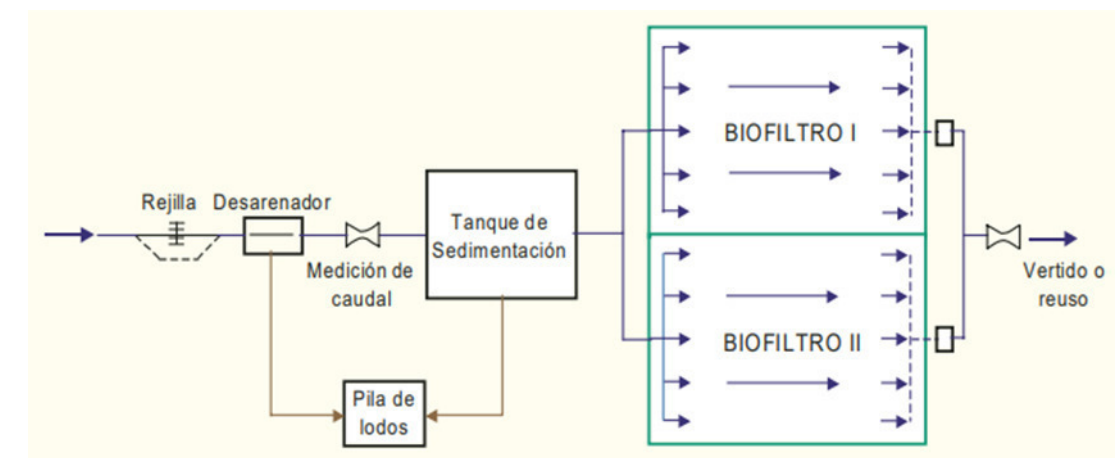 Rejilla
Desarenador
Medición de
caudal
Tanque de
Sedimentación
Pila de
lodos
BIOFILTRO I
BIOFILTRO II
Vertido o
reuso